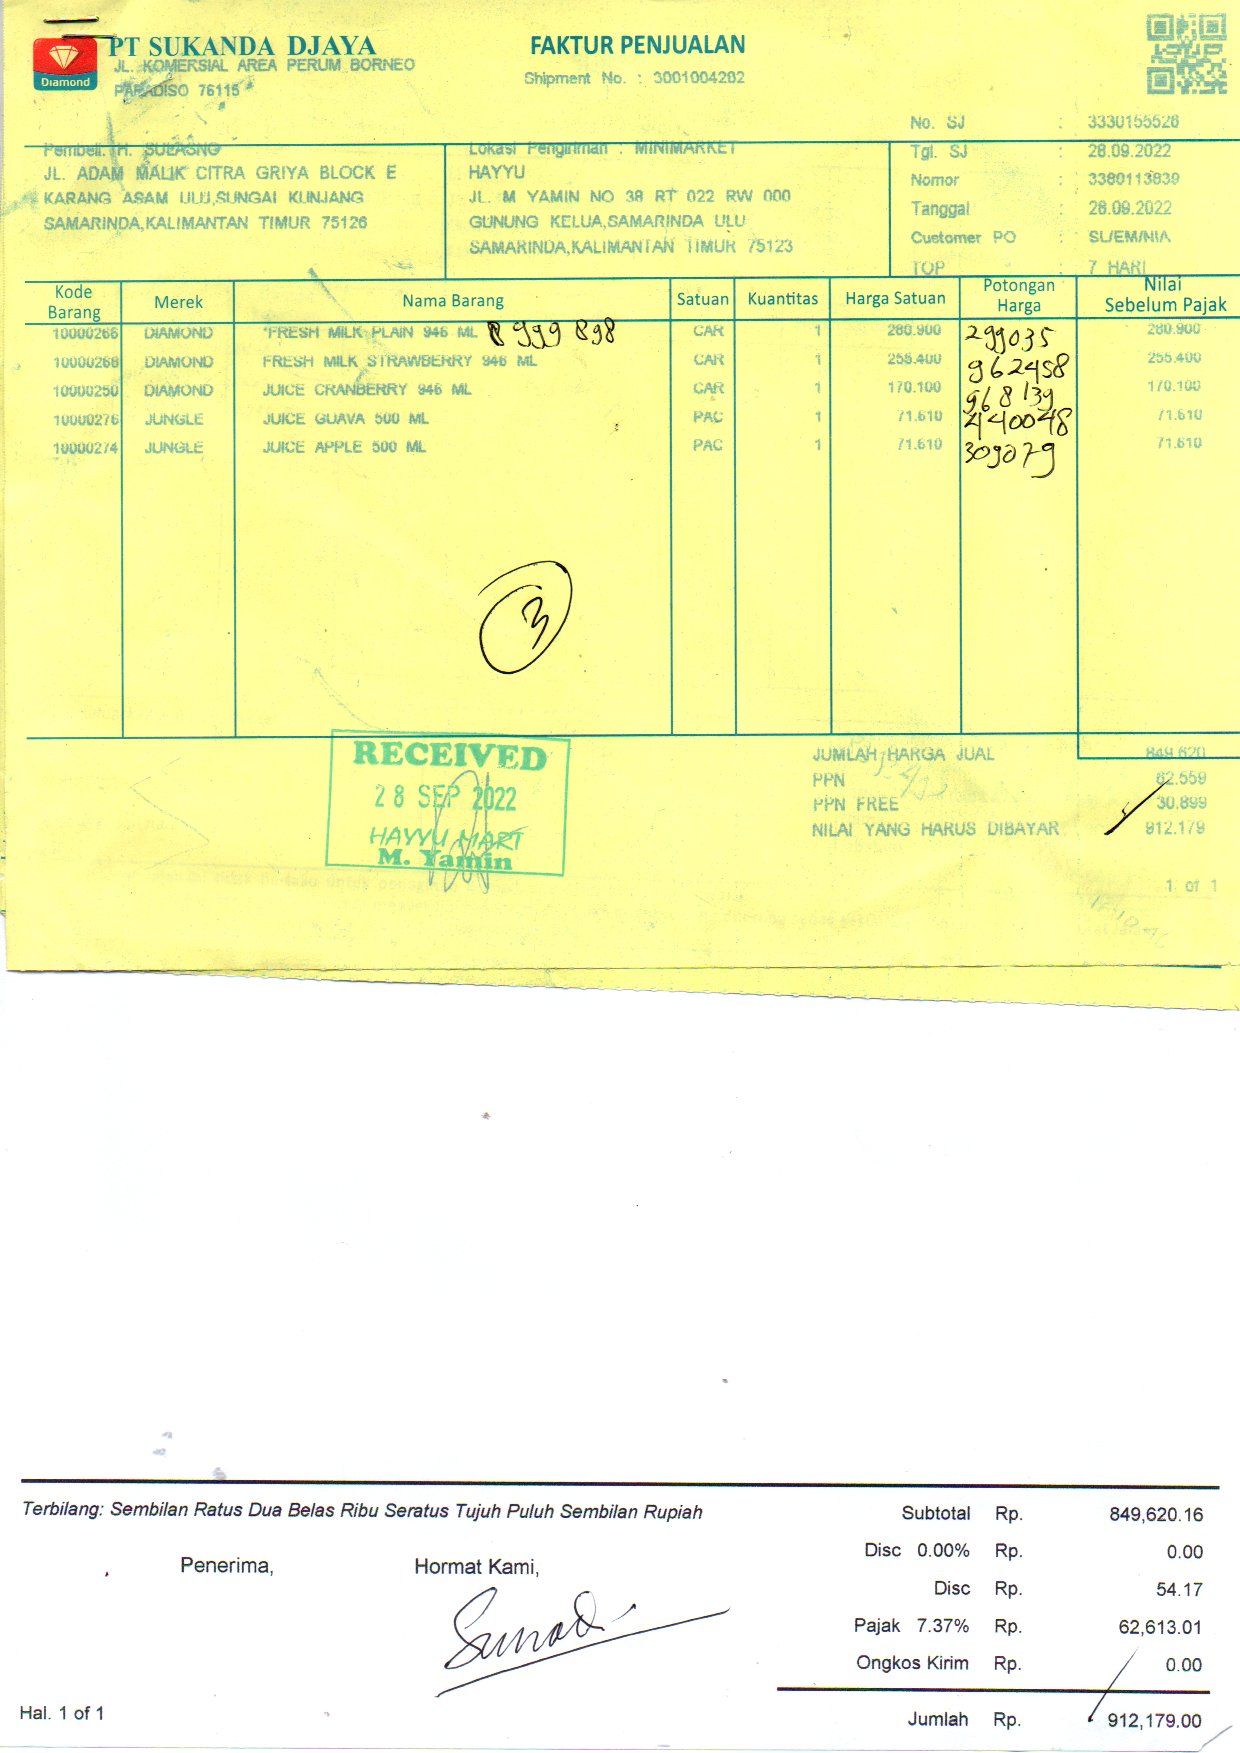 PT SUKANDA DJAYA
Diamond
JL. KOMERSIAL AREA PERUM BORNEO
PARADISO 76115
FAKTUR PENJUALAN
Shipment No. : 3001004282
No. SJ : 3330155528
Tgl. SJ : 28.09.2022
Nomor : 3380113839
Tanggal : 28.09.2022
Customer PO : SL/EM/NIA
TOP : 7 HARI
Pembeli. H.
JL. ADAM MALIK CITRA GRIYA BLOCK E
KARANG ASAM ULU,SUNGAI KUNJANG
SAMARINDA,KALIMANTAN TIMUR 75126
Lokasi Pengiriman : MINIMARKET
HAYYU
JL. M YAMIN NO 38 RT 022 RW 000
GUNUNG KELUA,SAMARINDA ULU
SAMARINDA,KALIMANTAN TIMUR 75123
Kode Barang Merek Nama Barang Satuan Kuantitas Harga Satuan Potongan Harga Nilai Sebelum Pajak
10000266 DIAMOND *FRESH MILK PLAIN 946 ML 8999898 CAR 1 280.900 299035 280.900
10000268 DIAMOND FRESH MILK STRAWBERRY 946 ML CAR 1 255.400 962458 255.400
10000250 DIAMOND JUICE CRANBERRY 946 ML CAR 1 170.100 968139 170.100
10000276 JUNGLE JUICE GUAVA 500 ML PAC 1 71.610 440048 71.610
10000274 JUNGLE JUICE APPLE 500 ML PAC 1 71.610 309079 71.610
3
RECEIVED
28 SEP 2022
HAYYU MART
M. Yamin
JUMLAH HARGA JUAL 849.620
PPN 62.559
PPN FREE 30.899
NILAI YANG HARUS DIBAYAR 912.179
1 of 1
Terbilang: Sembilan Ratus Dua Belas Ribu Seratus Tujuh Puluh Sembilan Rupiah
Penerima, Hormat Kami,
Subtotal Rp. 849,620.16
Disc 0.00% Rp. 0.00
Disc Rp. 54.17
Pajak 7.37% Rp. 62,613.01
Ongkos Kirim Rp. 0.00
Jumlah Rp. 912,179.00
Hal. 1 of 1